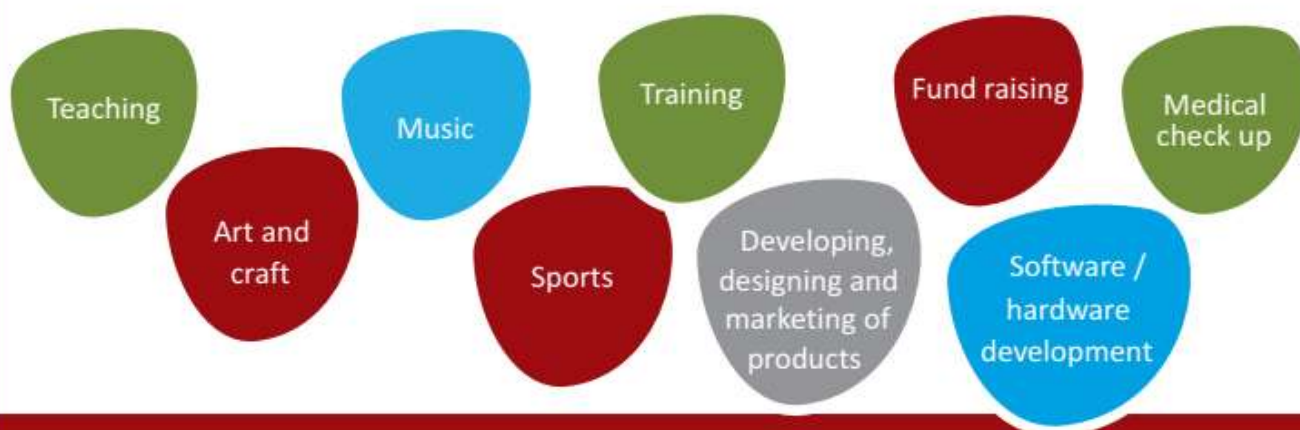 Teaching
Art and
craft
Music
Sports
Training
Developing,
designing and
marketing of
products
Fund raising
Software /
hardware
development
Medical
check up